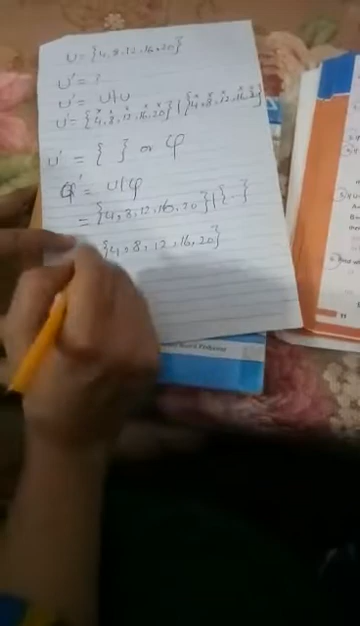 U = {4,8,12,16,20}
U' = ?
U' = U\U
U' = {4,8,12,16,20} | {4,8,12,16,20}
U' = { } or φ
φ' = U\φ
= {4,8,12,16,20} | { }
{4,8,12,16,20}